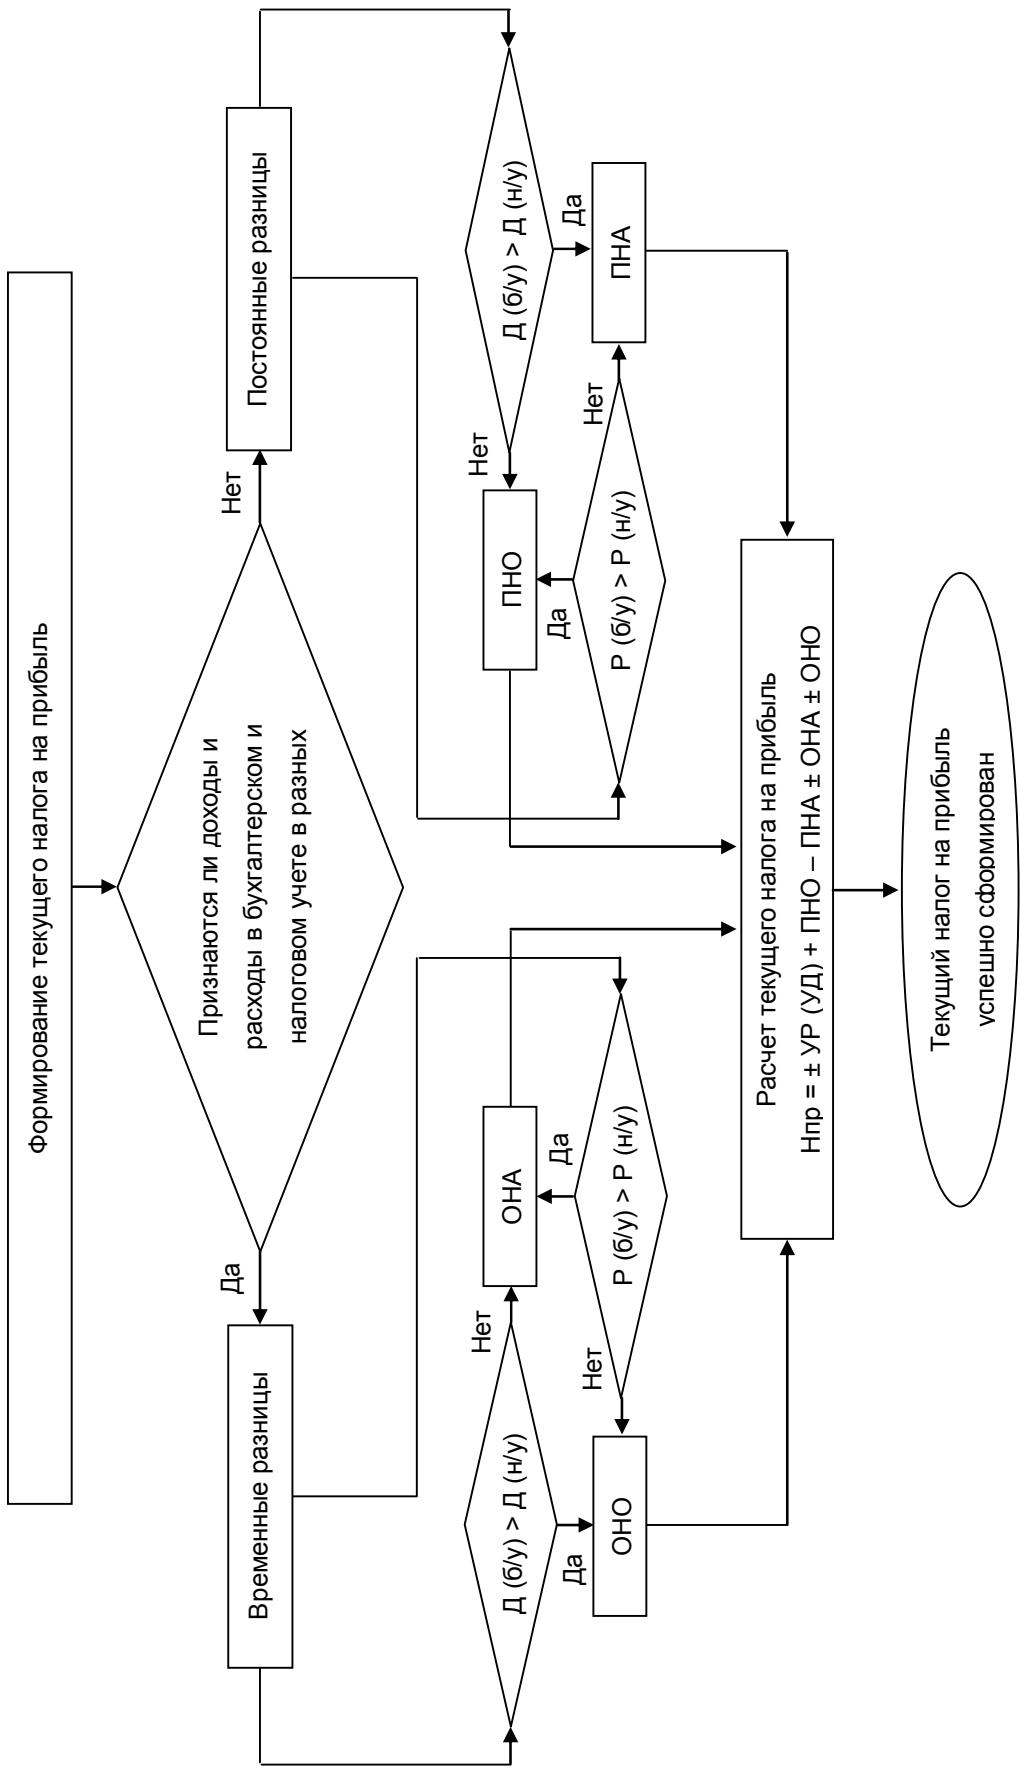 Формирование текущего налога на прибыль
Признаются ли доходы и
расходы в бухгалтерском и
налоговом учете в разных
Да
Нет
Временные разницы
Постоянные разницы
Д (б/у) > Д (н/у)
Нет
ОНА
ПНО
Нет
Д (б/у) > Д (н/у)
Да
Да
Да
Да
ОНО
Нет
Р (б/у) > Р (н/у)
Р (б/у) > Р (н/у)
Нет
ПНА
Расчет текущего налога на прибыль
Нпр = ± УР (УД) + ПНО – ПНА ± ОНА ± ОНО
Текущий налог на прибыль
успешно сформирован